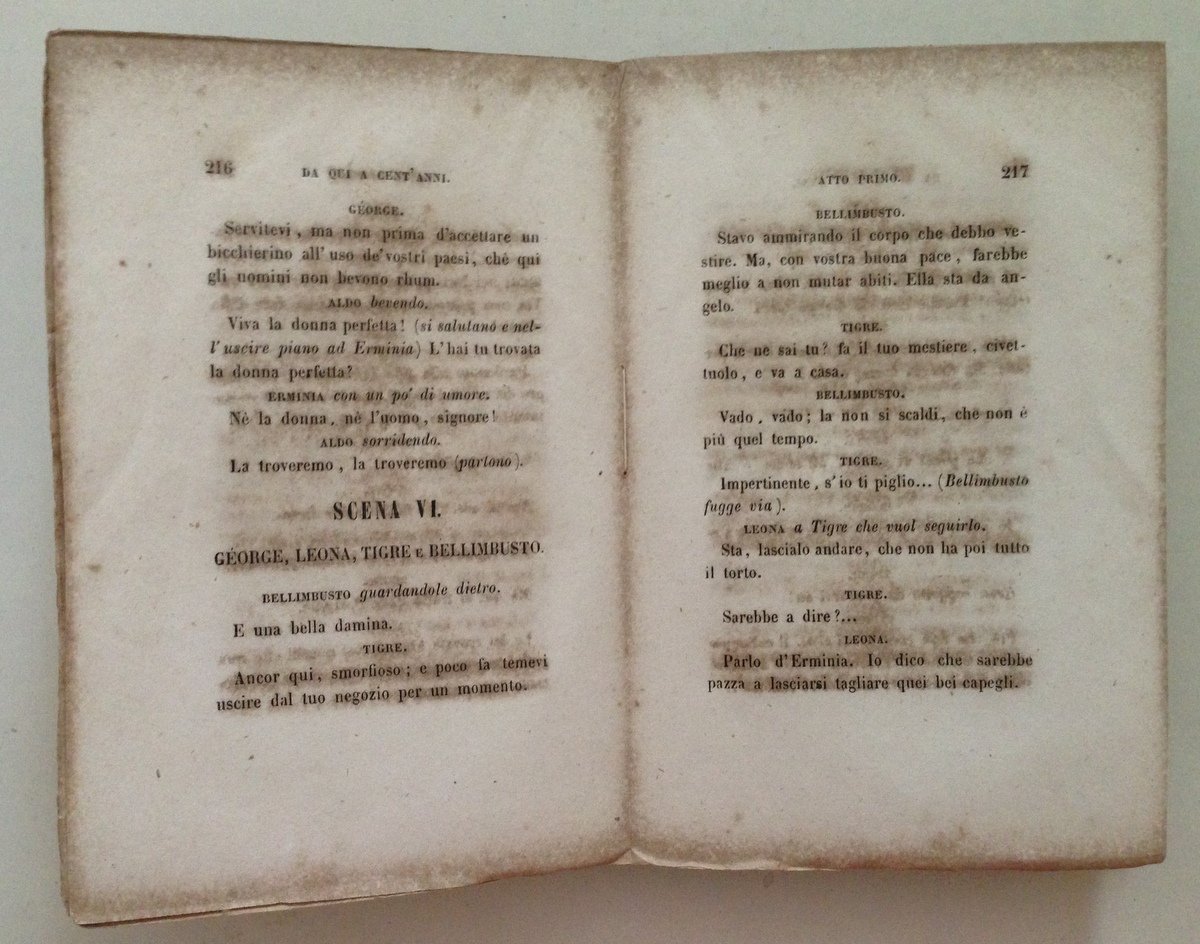 216
DA QUI A CENT'ANNI.
GÉORGE.
Servitevi, ma non prima d'accettare un
bicchierino all'uso de'vostri paesi, chè qui
gli uomini non bevono rhum.
ALDO bevendo.
Viva la donna perfetta! (si salutano e nel-
l'uscire piano ad Erminia) L'hai tu trovata
la donna perfetta?
ERMINIA con un po' di umore.
Nè la donna, nè l'uomo, signore!
ALDO sorridendo.
La troveremo, la troveremo (partono).
SCENA VI.
GÉORGE, LEONA, TIGRE E BELLIMBUSTO.
BELLIMBUSTO guardandole dietro.
E una bella damina.
TIGRE.
Ancor qui, smorfioso; e poco fa temevi
uscire dal tuo negozio per un momento.
ATTO PRIMO.
217
BELLIMBUSTO.
Stavo ammirando il corpo che debbo ve-
stire. Ma, con vostra buona pace, farebbe
meglio a non mutar abiti. Ella sta da an-
gelo.
TIGRE.
Che ne sai tu? fa il tuo mestiere, civet-
tuolo, e va a casa.
BELLIMBUSTO.
Vado, vado; la non si scaldi, che non è
più quel tempo.
TIGRE.
Impertinente, s'io ti piglio... (Bellimbusto
fugge via).
LEONA a Tigre che vuol seguirlo.
Sta, lascialo andare, che non ha poi tutto
il torto.
TIGRE.
Sarebbe a dire?...
LEONA.
Parlo d'Erminia. Io dico che sarebbe
pazza a lasciarsi tagliare quei bei capegli.